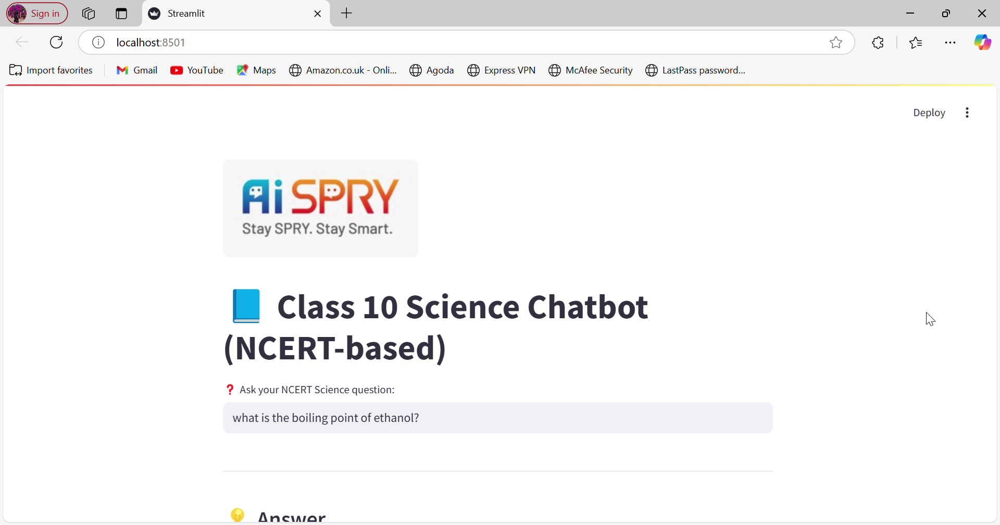 Sign in
Streamlit
localhost:8501
Import favorites
Gmail
YouTube
Maps
Amazon.co.uk - Onli...
Agoda
Express VPN
McAfee Security
LastPass password...
Deploy
Ai SPRY
Stay SPRY. Stay Smart.
Class 10 Science Chatbot
(NCERT-based)
Ask your NCERT Science question:
what is the boiling point of ethanol?
Answer